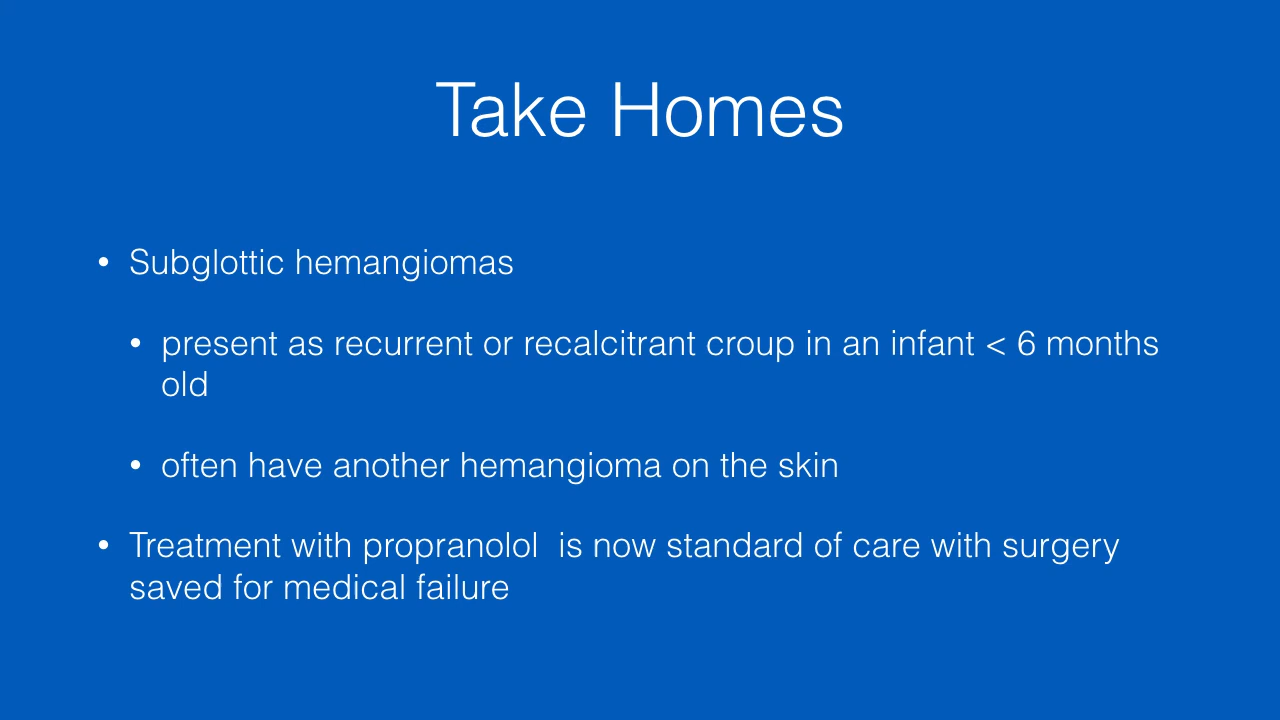 Take Homes
• Subglottic hemangiomas
• present as recurrent or recalcitrant croup in an infant < 6 months
old
• often have another hemangioma on the skin
• Treatment with propranolol  is now standard of care with surgery
saved for medical failure